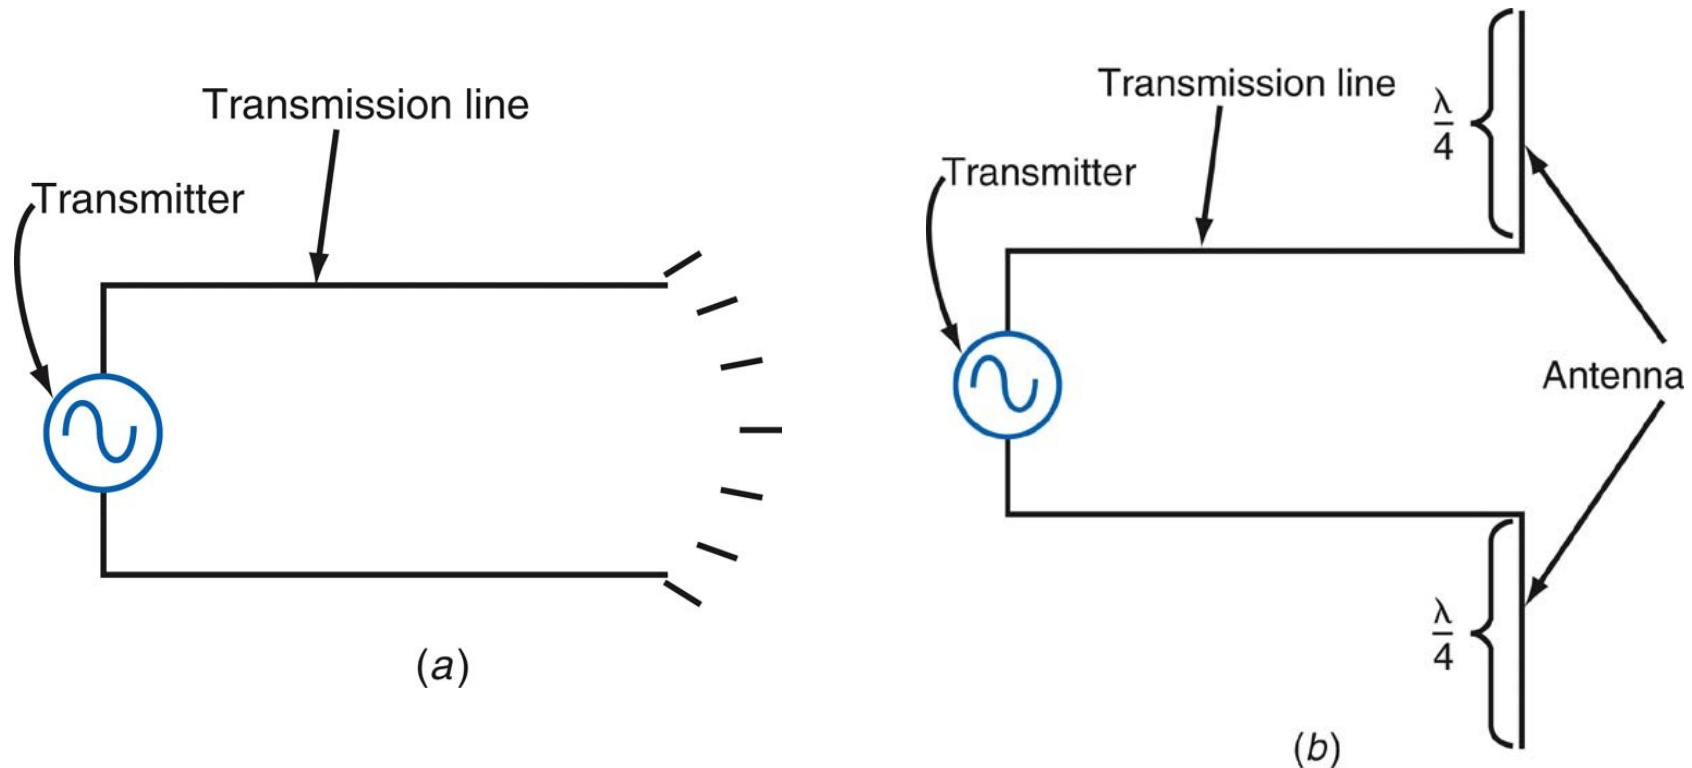 Transmission line
Transmitter
(a)
Transmission line
Transmitter
λ
4
Antenna
λ
4
(b)